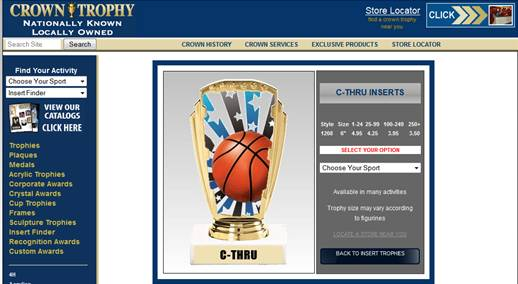 CROWN TROPHY
NATIONALLY KNOWN
LOCALLY OWNED
Store Locator
find a crown trophy
near you
CLICK
Search Site: Search
CROWN HISTORY CROWN SERVICES EXCLUSIVE PRODUCTS STORE LOCATOR
Find Your Activity
Choose Your Sport
Insert Finder
VIEW OUR
CATALOGS
CLICK HERE
Trophies
Plaques
Medals
Acrylic Trophies
Corporate Awards
Crystal Awards
Cup Trophies
Frames
Sculpture Trophies
Insert Finder
Recognition Awards
Custom Awards
4H
C-THRU
C-THRU INSERTS
Style Size 1-24 25-99 100-249 250+
1208 6" 4.95 4.25 3.95 3.50
SELECT YOUR OPTION
Choose Your Sport
Available in many activities
Trophy size may vary according
to figurines
LOCATE A STORE NEAR YOU
BACK TO INSERT TROPHIES